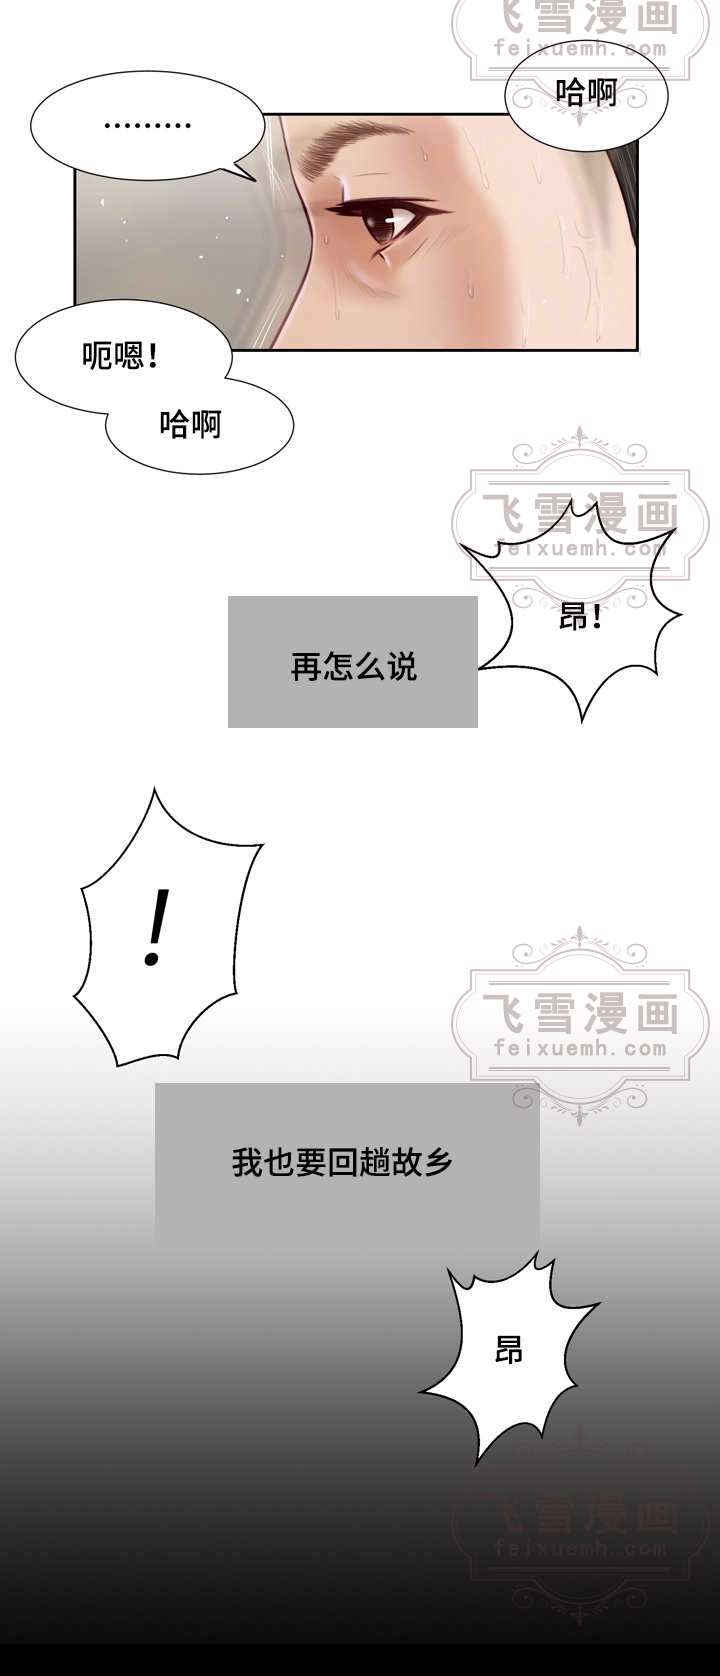 飞雪漫画
feixuemh.com
哈啊
………
呃嗯！
哈啊
飞雪漫画
feixuemh.com
昂！
再怎么说
！
飞雪漫画
feixuemh.com
我也要回趟故乡
昂
飞雪漫画
feixuemh.com